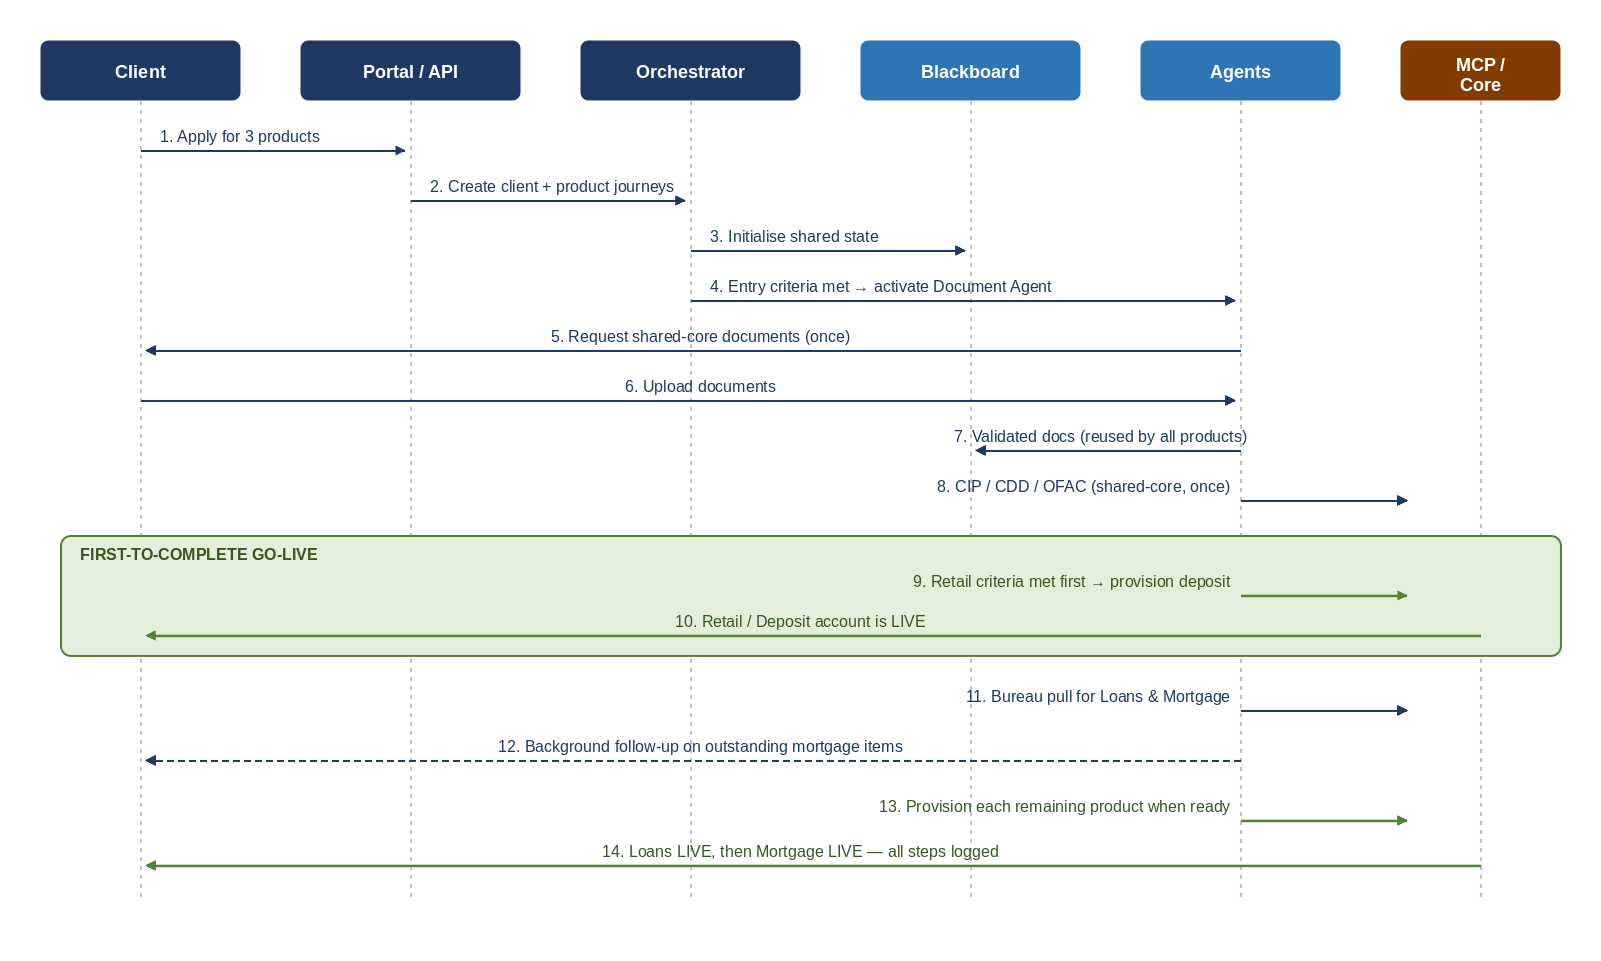 Client
Portal / API
Orchestrator
Blackboard
Agents
MCP /
Core
1. Apply for 3 products
2. Create client + product journeys
3. Initialise shared state
4. Entry criteria met → activate Document Agent
5. Request shared-core documents (once)
6. Upload documents
7. Validated docs (reused by all products)
8. CIP / CDD / OFAC (shared-core, once)
FIRST-TO-COMPLETE GO-LIVE
9. Retail criteria met first → provision deposit
10. Retail / Deposit account is LIVE
11. Bureau pull for Loans & Mortgage
12. Background follow-up on outstanding mortgage items
13. Provision each remaining product when ready
14. Loans LIVE, then Mortgage LIVE — all steps logged